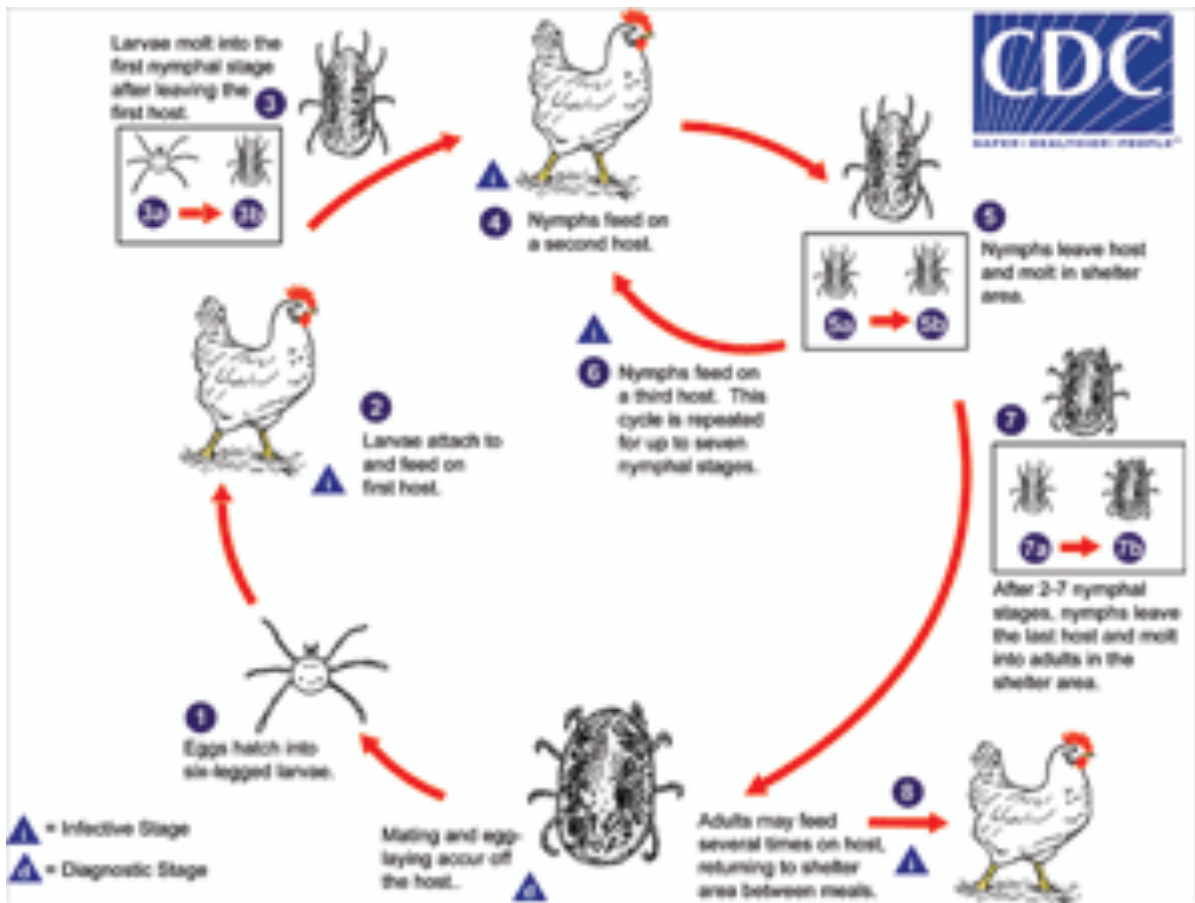 Larvae molt into the
first nymphal stage
after leaving the
first host.
3
3a
3b
CDC
SAFER • HEALTHIER • PEOPLE™
i
4
Nymphs feed on
a second host.
5
Nymphs leave host
and molt in shelter
area.
5a
5b
i
6
Nymphs feed on
a third host. This
cycle is repeated
for up to seven
nymphal stages.
2
Larvae attach to
and feed on
first host.
i
7
7a
7b
After 2-7 nymphal
stages, nymphs leave
the last host and molt
into adults in the
shelter area.
1
Eggs hatch into
six-legged larvae.
i = Infective Stage
d = Diagnostic Stage
Mating and egg-
laying accur off
the host..
d
Adults may feed
several times on host,
returning to shelter
area between meals.
8
i